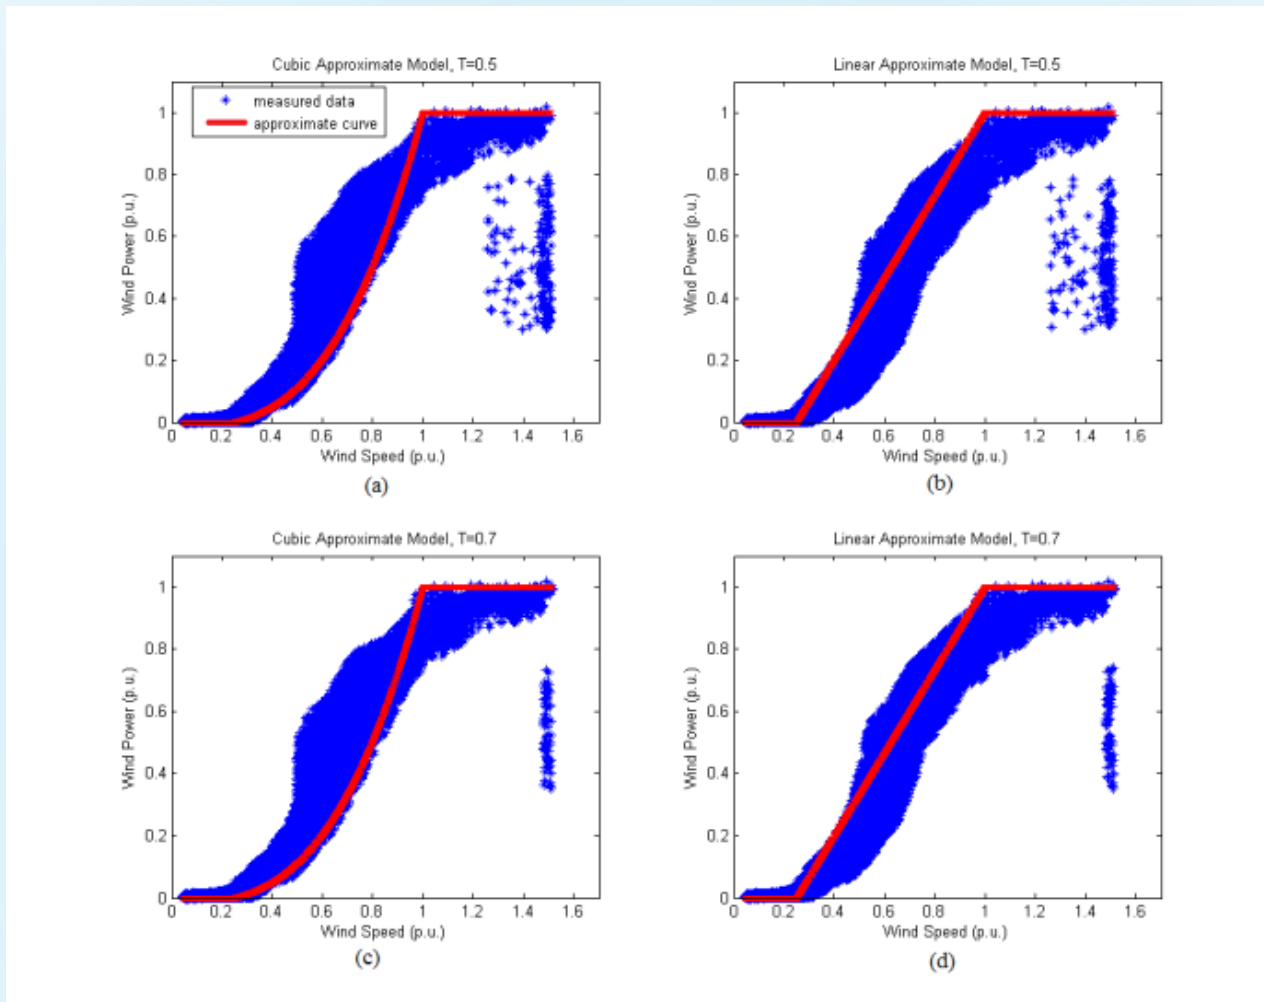 Cubic Approximate Model, T=0.5
measured data
approximate curve
Wind Power (p.u.)
1
0.8
0.6
0.4
0.2
0
0 0.2 0.4 0.6 0.8 1 1.2 1.4 1.6
Wind Speed (p.u.)
(a)
Linear Approximate Model, T=0.5
Wind Power (p.u.)
1
0.8
0.6
0.4
0.2
0
0 0.2 0.4 0.6 0.8 1 1.2 1.4 1.6
Wind Speed (p.u.)
(b)
Cubic Approximate Model, T=0.7
Wind Power (p.u.)
1
0.8
0.6
0.4
0.2
0
0 0.2 0.4 0.6 0.8 1 1.2 1.4 1.6
Wind Speed (p.u.)
(c)
Linear Approximate Model, T=0.7
Wind Power (p.u.)
1
0.8
0.6
0.4
0.2
0
0 0.2 0.4 0.6 0.8 1 1.2 1.4 1.6
Wind Speed (p.u.)
(d)